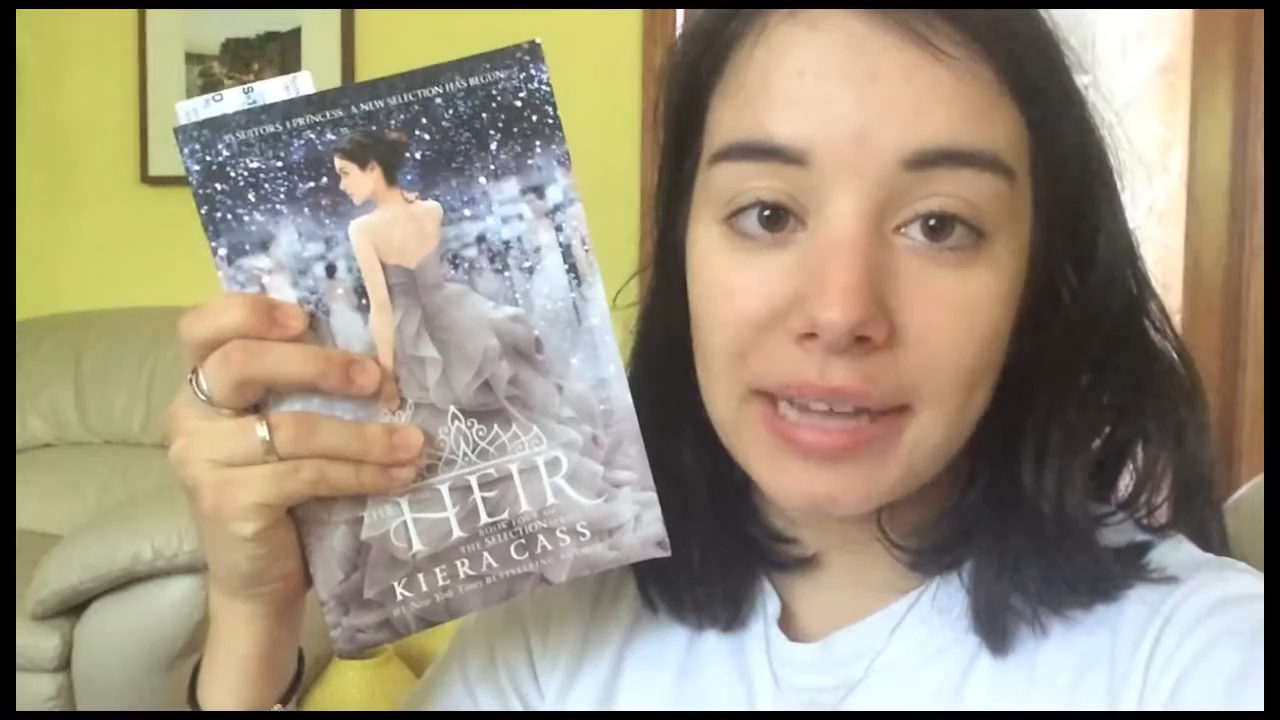 35 SUITORS. 1 PRINCESS. A NEW SELECTION HAS BEGUN.
THE
HEIR
BOOK FOUR OF
THE SELECTION
KIERA CASS
#1 New York Times BESTSELLING